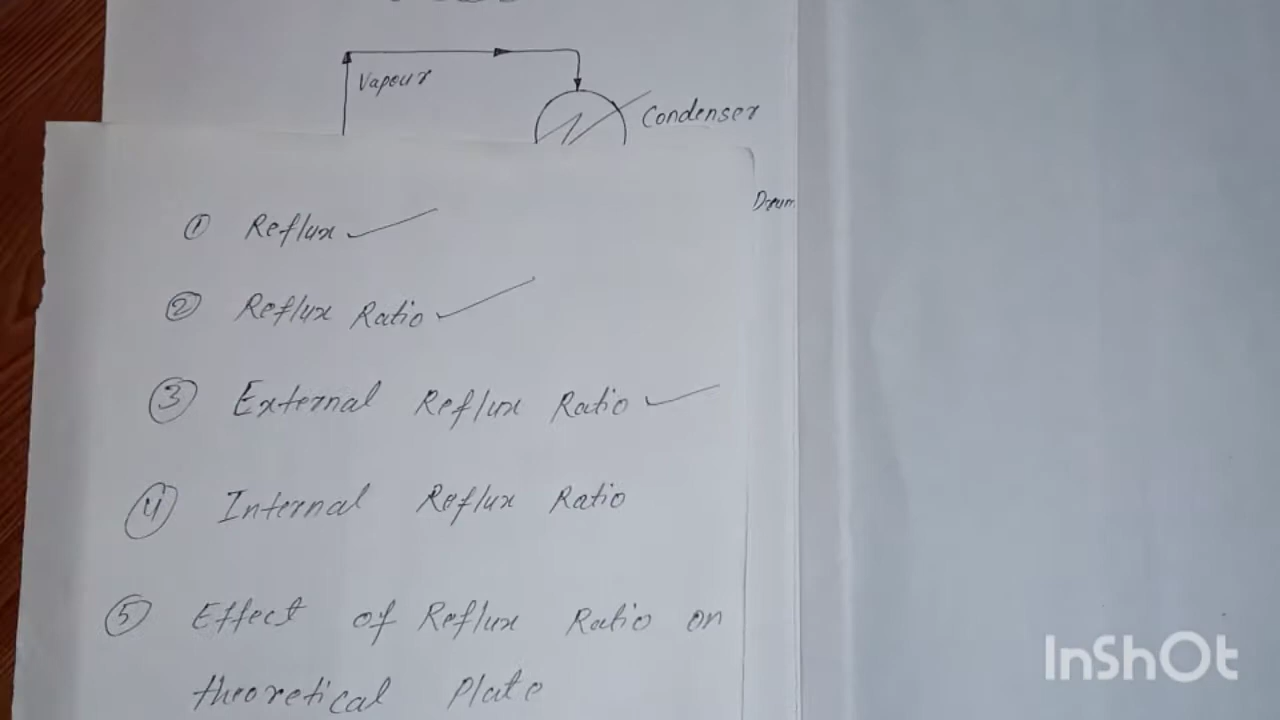 Vapour
Condenser
Drum
① Reflux
② Reflux Ratio
③ External Reflux Ratio
④ Internal Reflux Ratio
⑤ Effect of Reflux Ratio on
theoretical Plate
InShOt